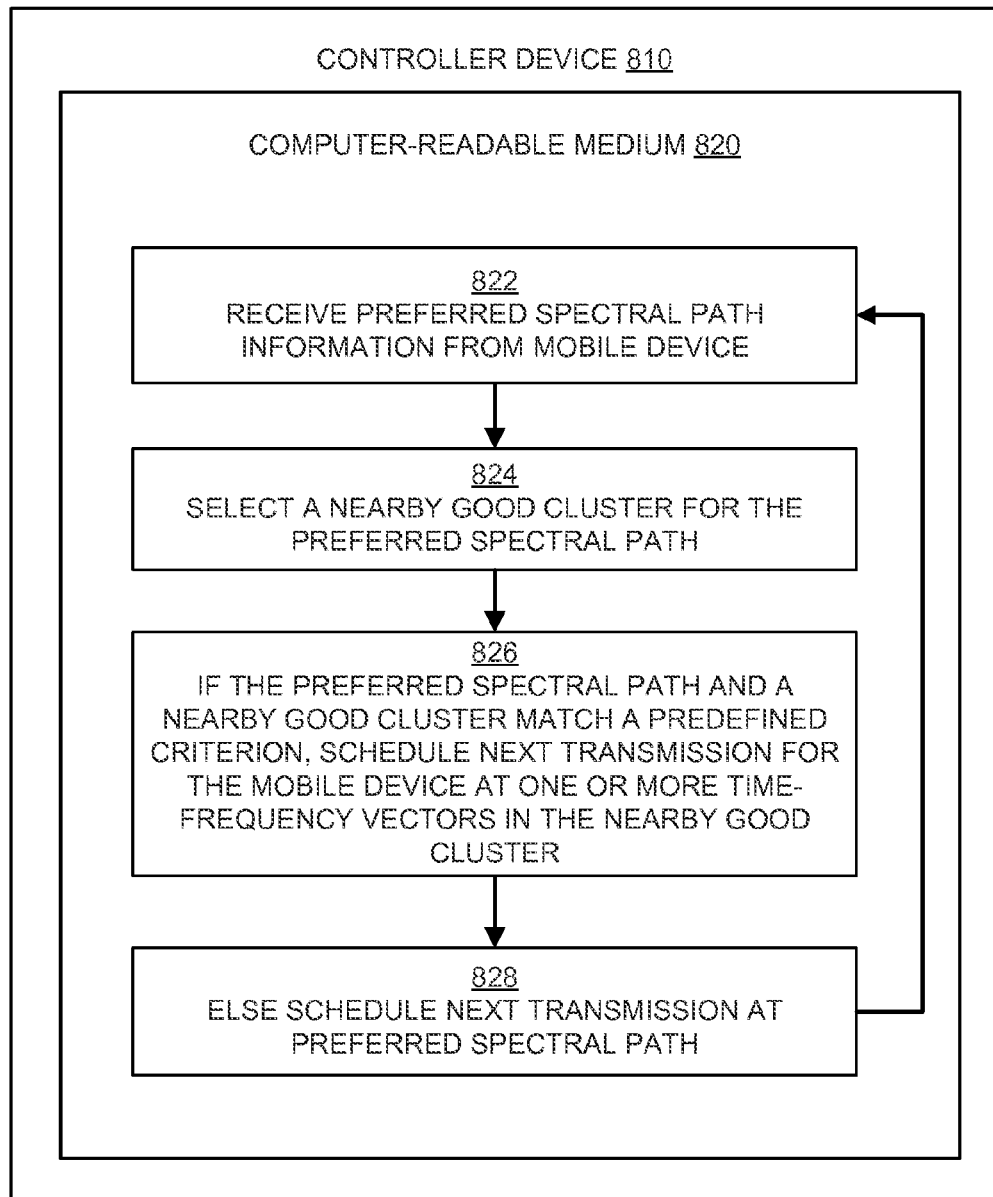 CONTROLLER DEVICE 810
COMPUTER-READABLE MEDIUM 820
822
RECEIVE PREFERRED SPECTRAL PATH
INFORMATION FROM MOBILE DEVICE
824
SELECT A NEARBY GOOD CLUSTER FOR THE
PREFERRED SPECTRAL PATH
826
IF THE PREFERRED SPECTRAL PATH AND A
NEARBY GOOD CLUSTER MATCH A PREDEFINED
CRITERION, SCHEDULE NEXT TRANSMISSION FOR
THE MOBILE DEVICE AT ONE OR MORE TIME-
FREQUENCY VECTORS IN THE NEARBY GOOD
CLUSTER
828
ELSE SCHEDULE NEXT TRANSMISSION AT
PREFERRED SPECTRAL PATH